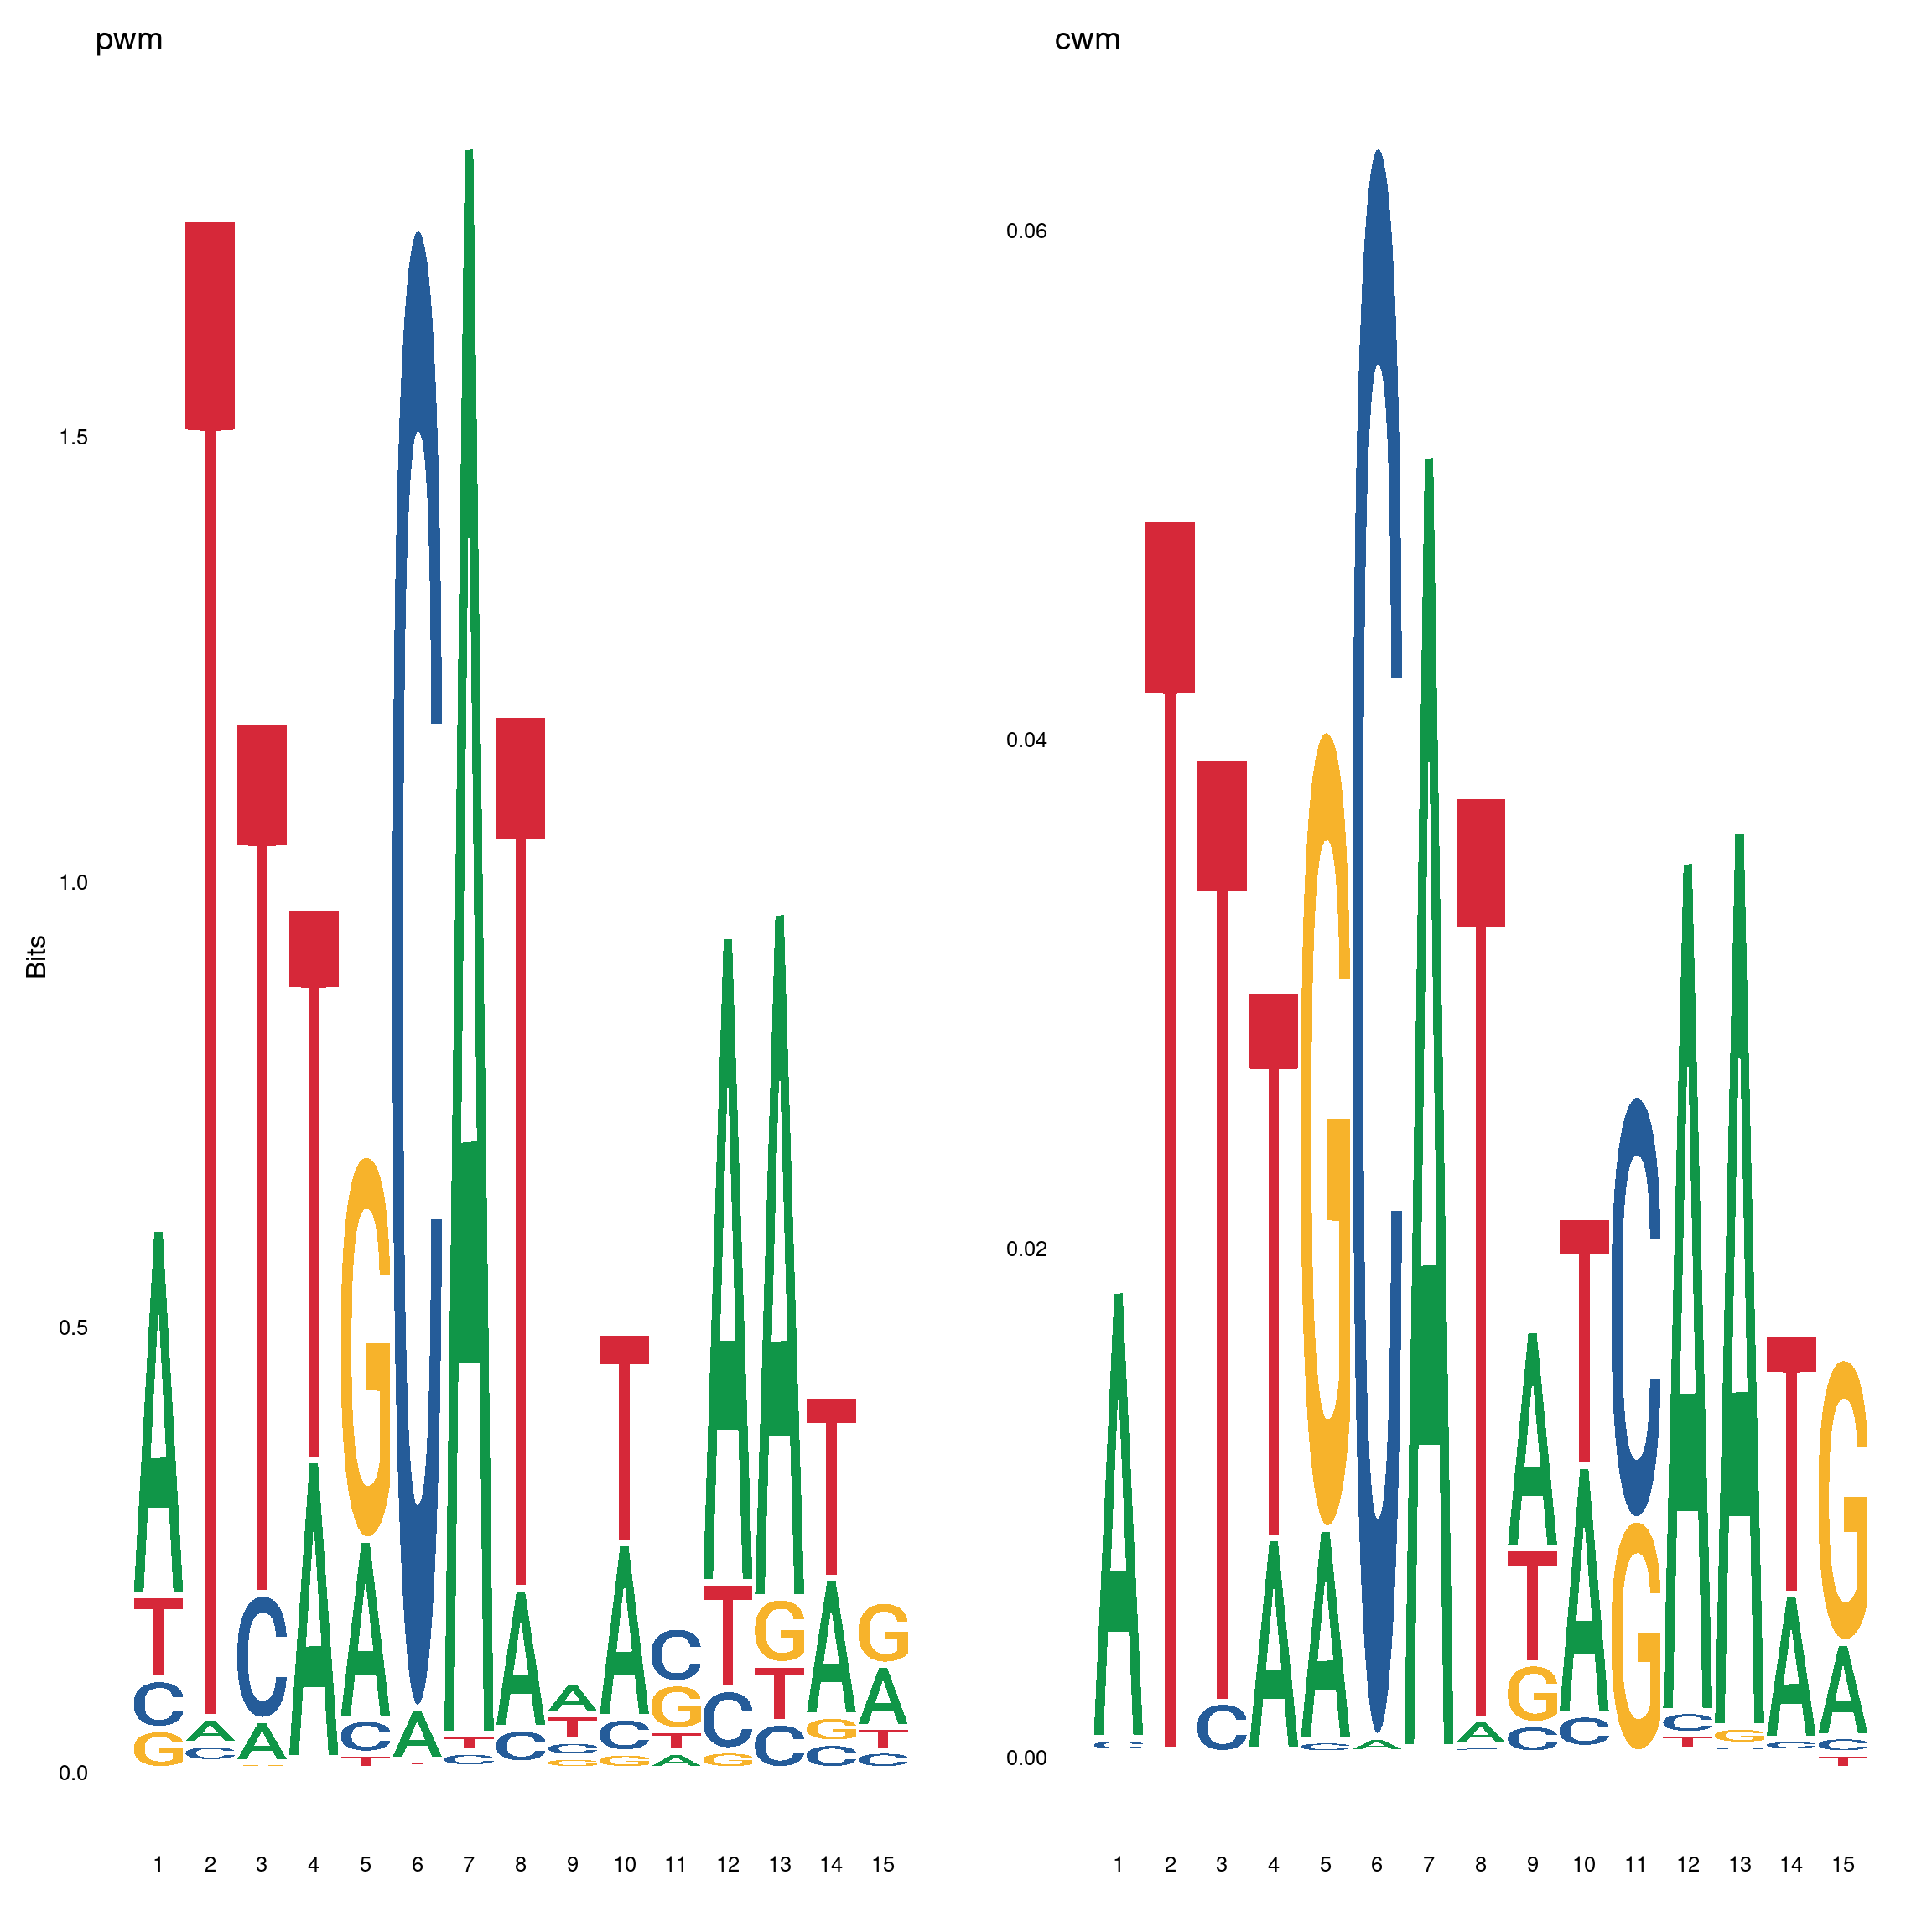 pwm
cwm
Bits
1.5
1.0
0.5
0.0
0.06
0.04
0.02
0.00
A T A T G C A T A T C A A T G
T A C A A A T A T A G T G A A
C C A C C C C C T C T G T
G T G G A G C C C
1 2 3 4 5 6 7 8 9 10 11 12 13 14 15
A T T T G C A T A T C A A T G
C C A A A A T A G C G A A
C G C T C C
C T
1 2 3 4 5 6 7 8 9 10 11 12 13 14 15